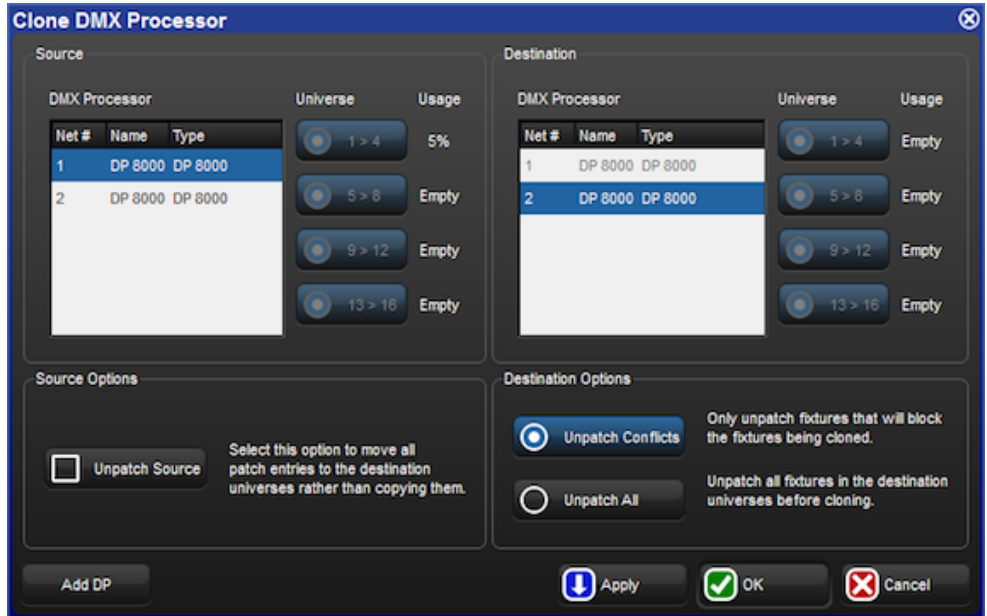 Clone DMX Processor
Source
DMX Processor Universe Usage
Net # Name Type
1 DP 8000 DP 8000
2 DP 8000 DP 8000
1 > 4 5%
5 > 8 Empty
9 > 12 Empty
13 > 16 Empty
Destination
DMX Processor Universe Usage
Net # Name Type
1 DP 8000 DP 8000
2 DP 8000 DP 8000
1 > 4 Empty
5 > 8 Empty
9 > 12 Empty
13 > 16 Empty
Source Options
Unpatch Source
Select this option to move all
patch entries to the destination
universes rather than copying them.
Destination Options
Unpatch Conflicts
Only unpatch fixtures that will block
the fixtures being cloned.
Unpatch All
Unpatch all fixtures in the destination
universes before cloning.
Add DP
Apply
OK
Cancel